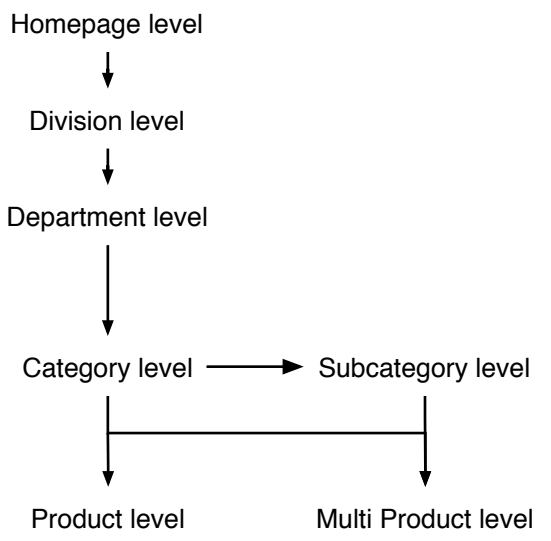 Homepage level
Division level
Department level
Category level
Subcategory level
Product level
Multi Product level